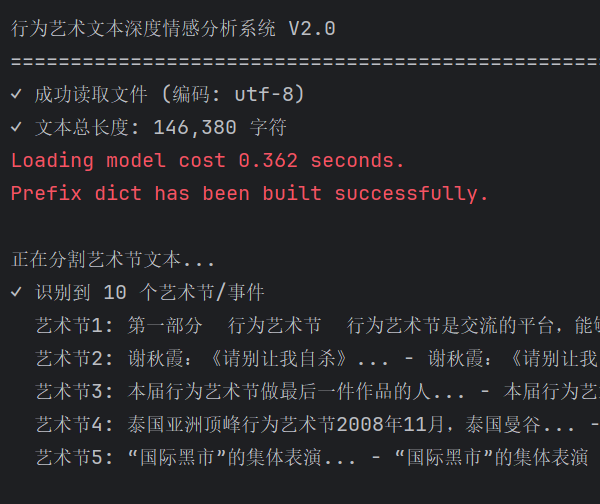 行为艺术文本深度情感分析系统 V2.0
==================================================
✓ 成功读取文件 (编码: utf-8)
✓ 文本总长度: 146,380 字符
Loading model cost 0.362 seconds.
Prefix dict has been built successfully.
正在分割艺术节文本...
✓ 识别到 10 个艺术节/事件
艺术节1: 第一部分  行为艺术节  行为艺术节是交流的平台，能
艺术节2: 谢秋霞：《请别让我自杀》... - 谢秋霞：《请别让我
艺术节3: 本届行为艺术节做最后一件作品的人... - 本届行为艺
艺术节4: 泰国亚洲顶峰行为艺术节2008年11月，泰国曼谷... -
艺术节5: “国际黑市”的集体表演... - “国际黑市”的集体表演